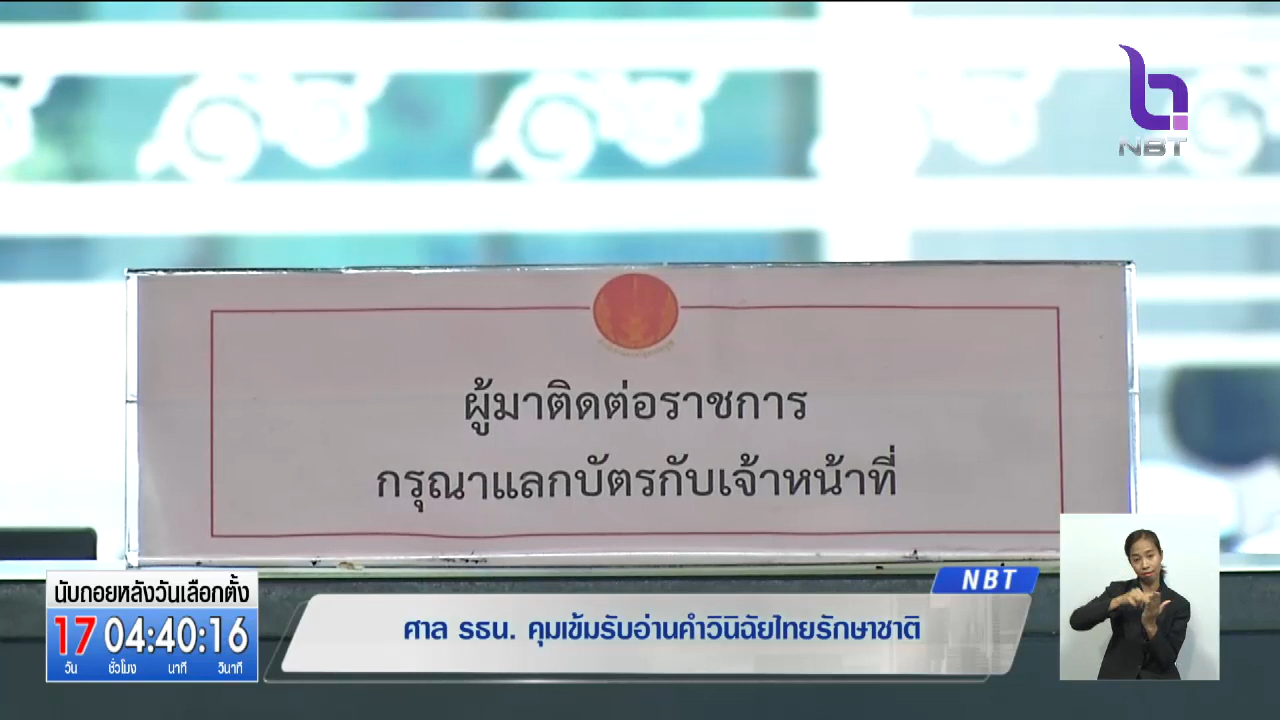 NBT
ผู้มาติดต่อราชการ
กรุณาแลกบัตรกับเจ้าหน้าที่
NBT
นับถอยหลังวันเลือกตั้ง
17 04:40:16
วัน ชั่วโมง นาที วินาที
ศาล รธน. คุมเข้มรับอ่านคำวินิฉัยไทยรักษาชาติ